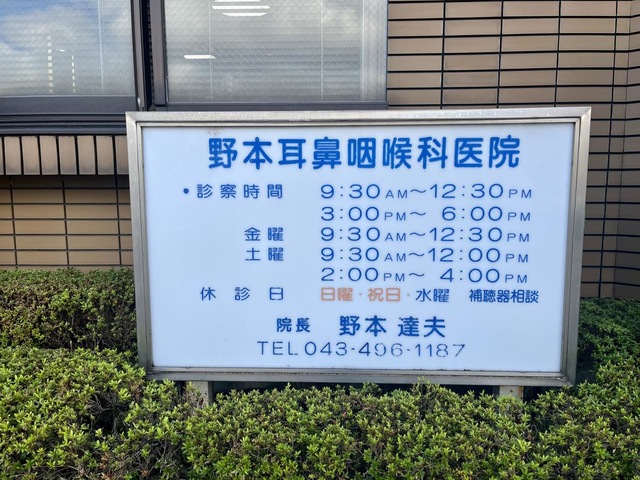 野本耳鼻咽喉科医院
•診察時間 9:30AM〜12:30PM
3:00PM〜 6:00PM
金曜 9:30AM〜12:30PM
土曜 9:30AM〜12:00PM
2:00PM〜 4:00PM
休診日 日曜・祝日・水曜 補聴器相談
院長 野本達夫
TEL 043-496-1187